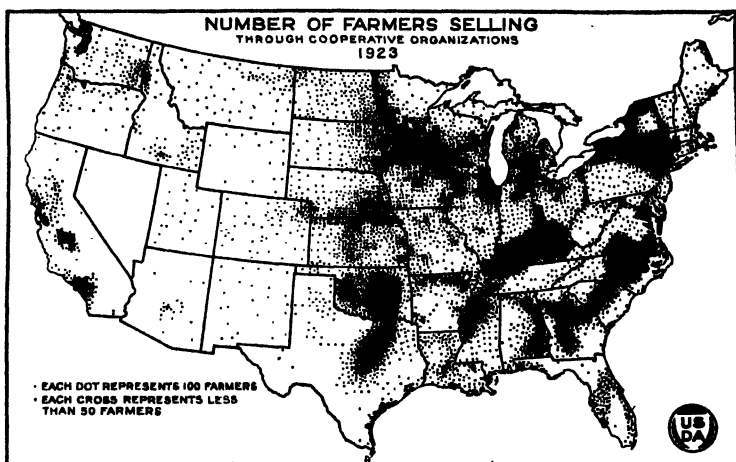 NUMBER OF FARMERS SELLING
THROUGH COOPERATIVE ORGANIZATIONS
1923
• EACH DOT REPRESENTS 100 FARMERS
• EACH CROSS REPRESENTS LESS
THAN 50 FARMERS
US
DA